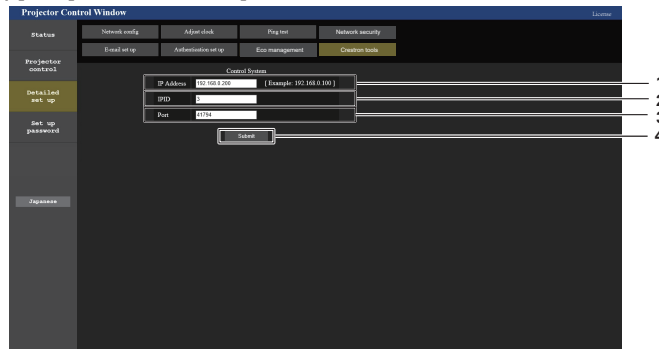 Projector Control Window License
Status Network config Adjust clock Ping test Network security
E-mail set up Authentication set up Eco management Crestron tools
Projector
control
Control System
IP Address 192.168.0.200 [ Example: 192.168.0.100 ] 1
Detailed
set up
IPID 3 2
Port 41794 3
Set up
password
Submit 4
Japanese